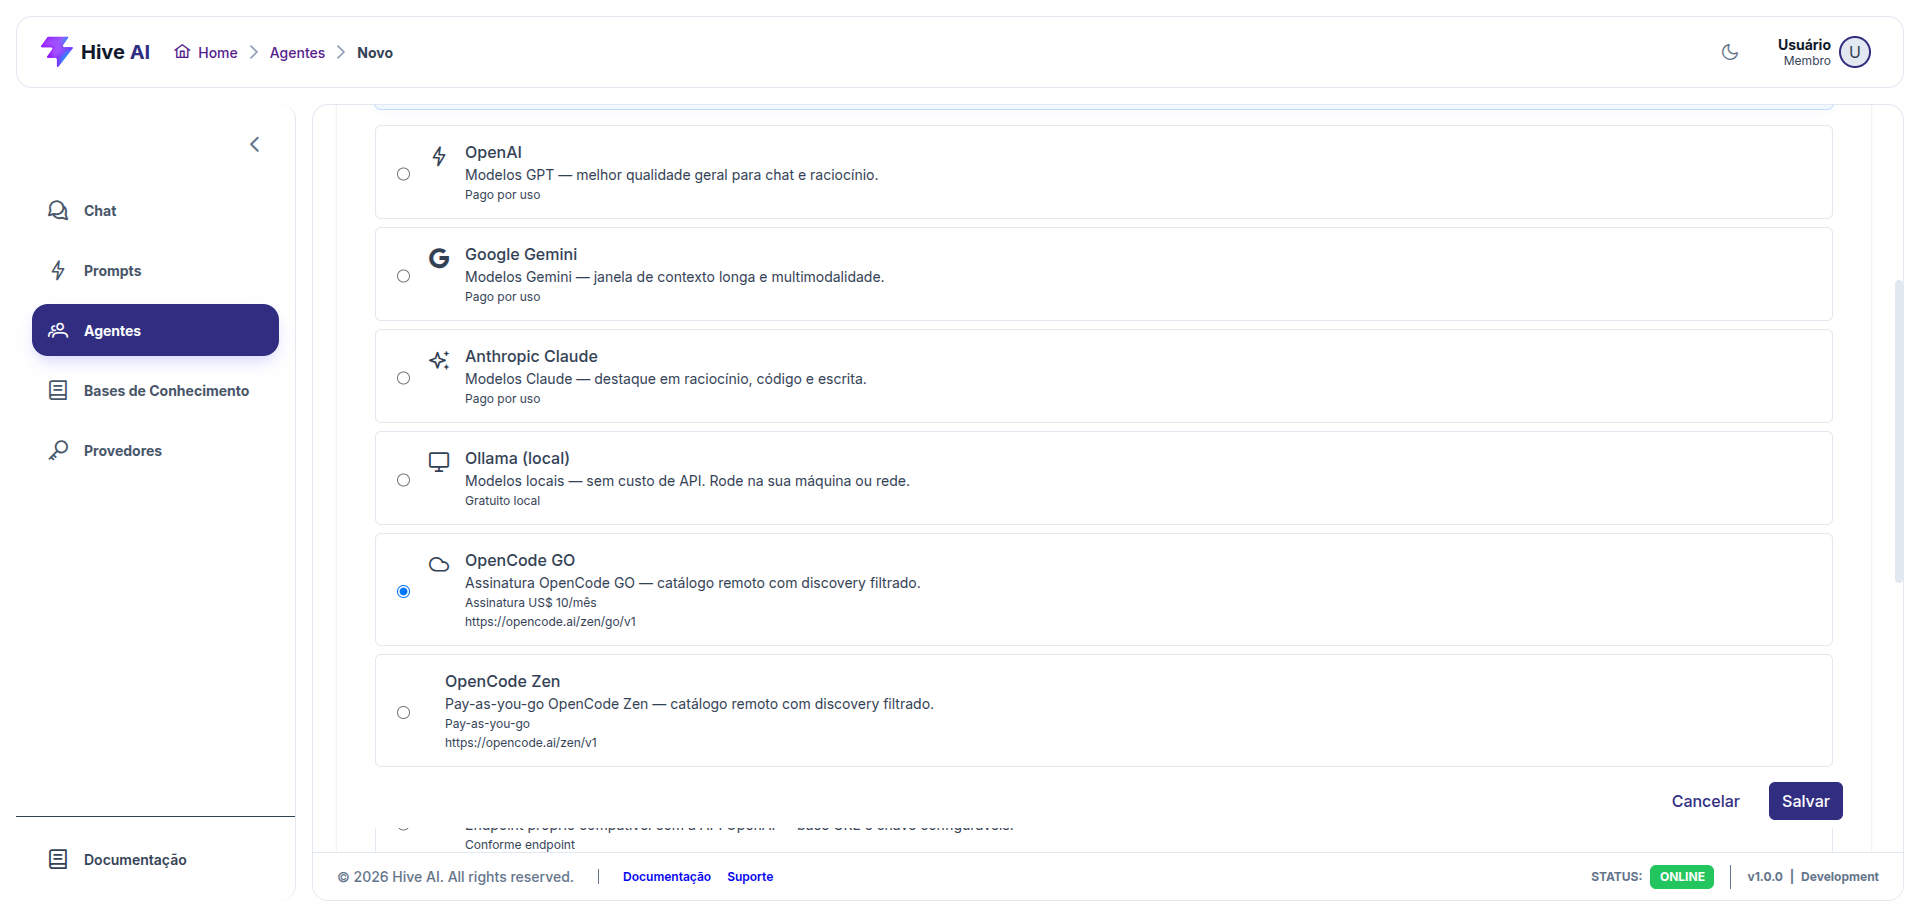 Hive AI
Home
Agentes
Novo
Usuário
Membro
U
Chat
Prompts
Agentes
Bases de Conhecimento
Provedores
Documentação
OpenAI
Modelos GPT — melhor qualidade geral para chat e raciocínio.
Pago por uso
Google Gemini
Modelos Gemini — janela de contexto longa e multimodalidade.
Pago por uso
Anthropic Claude
Modelos Claude — destaque em raciocínio, código e escrita.
Pago por uso
Ollama (local)
Modelos locais — sem custo de API. Rode na sua máquina ou rede.
Gratuito local
OpenCode GO
Assinatura OpenCode GO — catálogo remoto com discovery filtrado.
Assinatura US$ 10/mês
https://opencode.ai/zen/go/v1
OpenCode Zen
Pay-as-you-go OpenCode Zen — catálogo remoto com discovery filtrado.
Pay-as-you-go
https://opencode.ai/zen/v1
Cancelar
Salvar
Conforme endpoint
© 2026 Hive AI. All rights reserved.
Documentação
Suporte
STATUS: ONLINE
v1.0.0 | Development